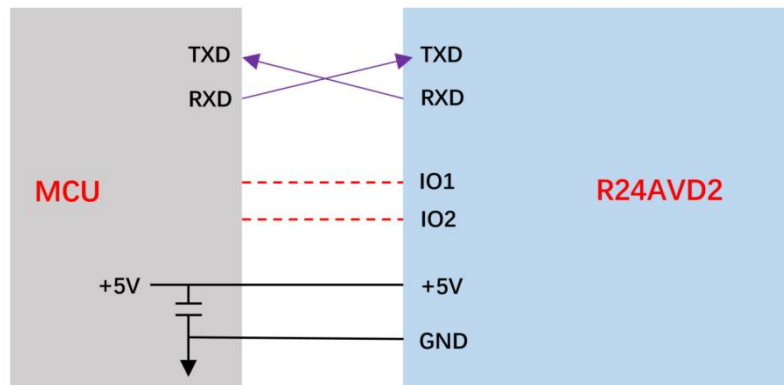 TXD TXD
RXD RXD
IO1
MCU R24AVD2
IO2
+5V +5V
GND